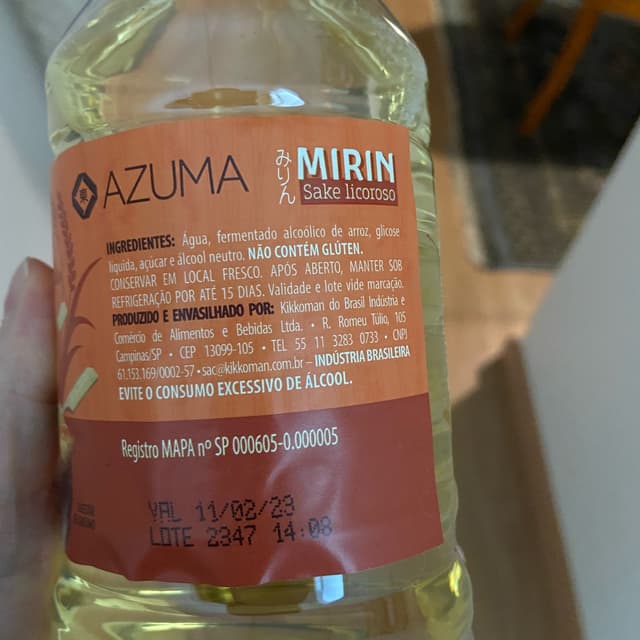 AZUMA
みりん
MIRIN
Sake licoroso
INGREDIENTES: Água, fermentado alcoólico de arroz, glicose
líquida, açúcar e álcool neutro. NÃO CONTÉM GLÚTEN.
CONSERVAR EM LOCAL FRESCO. APÓS ABERTO, MANTER SOB
REFRIGERAÇÃO POR ATÉ 15 DIAS. Validade e lote vide marcação.
PRODUZIDO E ENVASILHADO POR: Kikkoman do Brasil Indústria e
Comércio de Alimentos e Bebidas Ltda. • R. Romeu Túlio, 105
Campinas/SP • CEP 13099-105 • TEL 55 11 3283 0733 • CNPJ
61.153.169/0002-57 • sac@kikkoman.com.br – INDÚSTRIA BRASILEIRA
EVITE O CONSUMO EXCESSIVO DE ÁLCOOL.
Registro MAPA nº SP 000605-0.000005
VAL 11/02/23
LOTE 2347 14:08